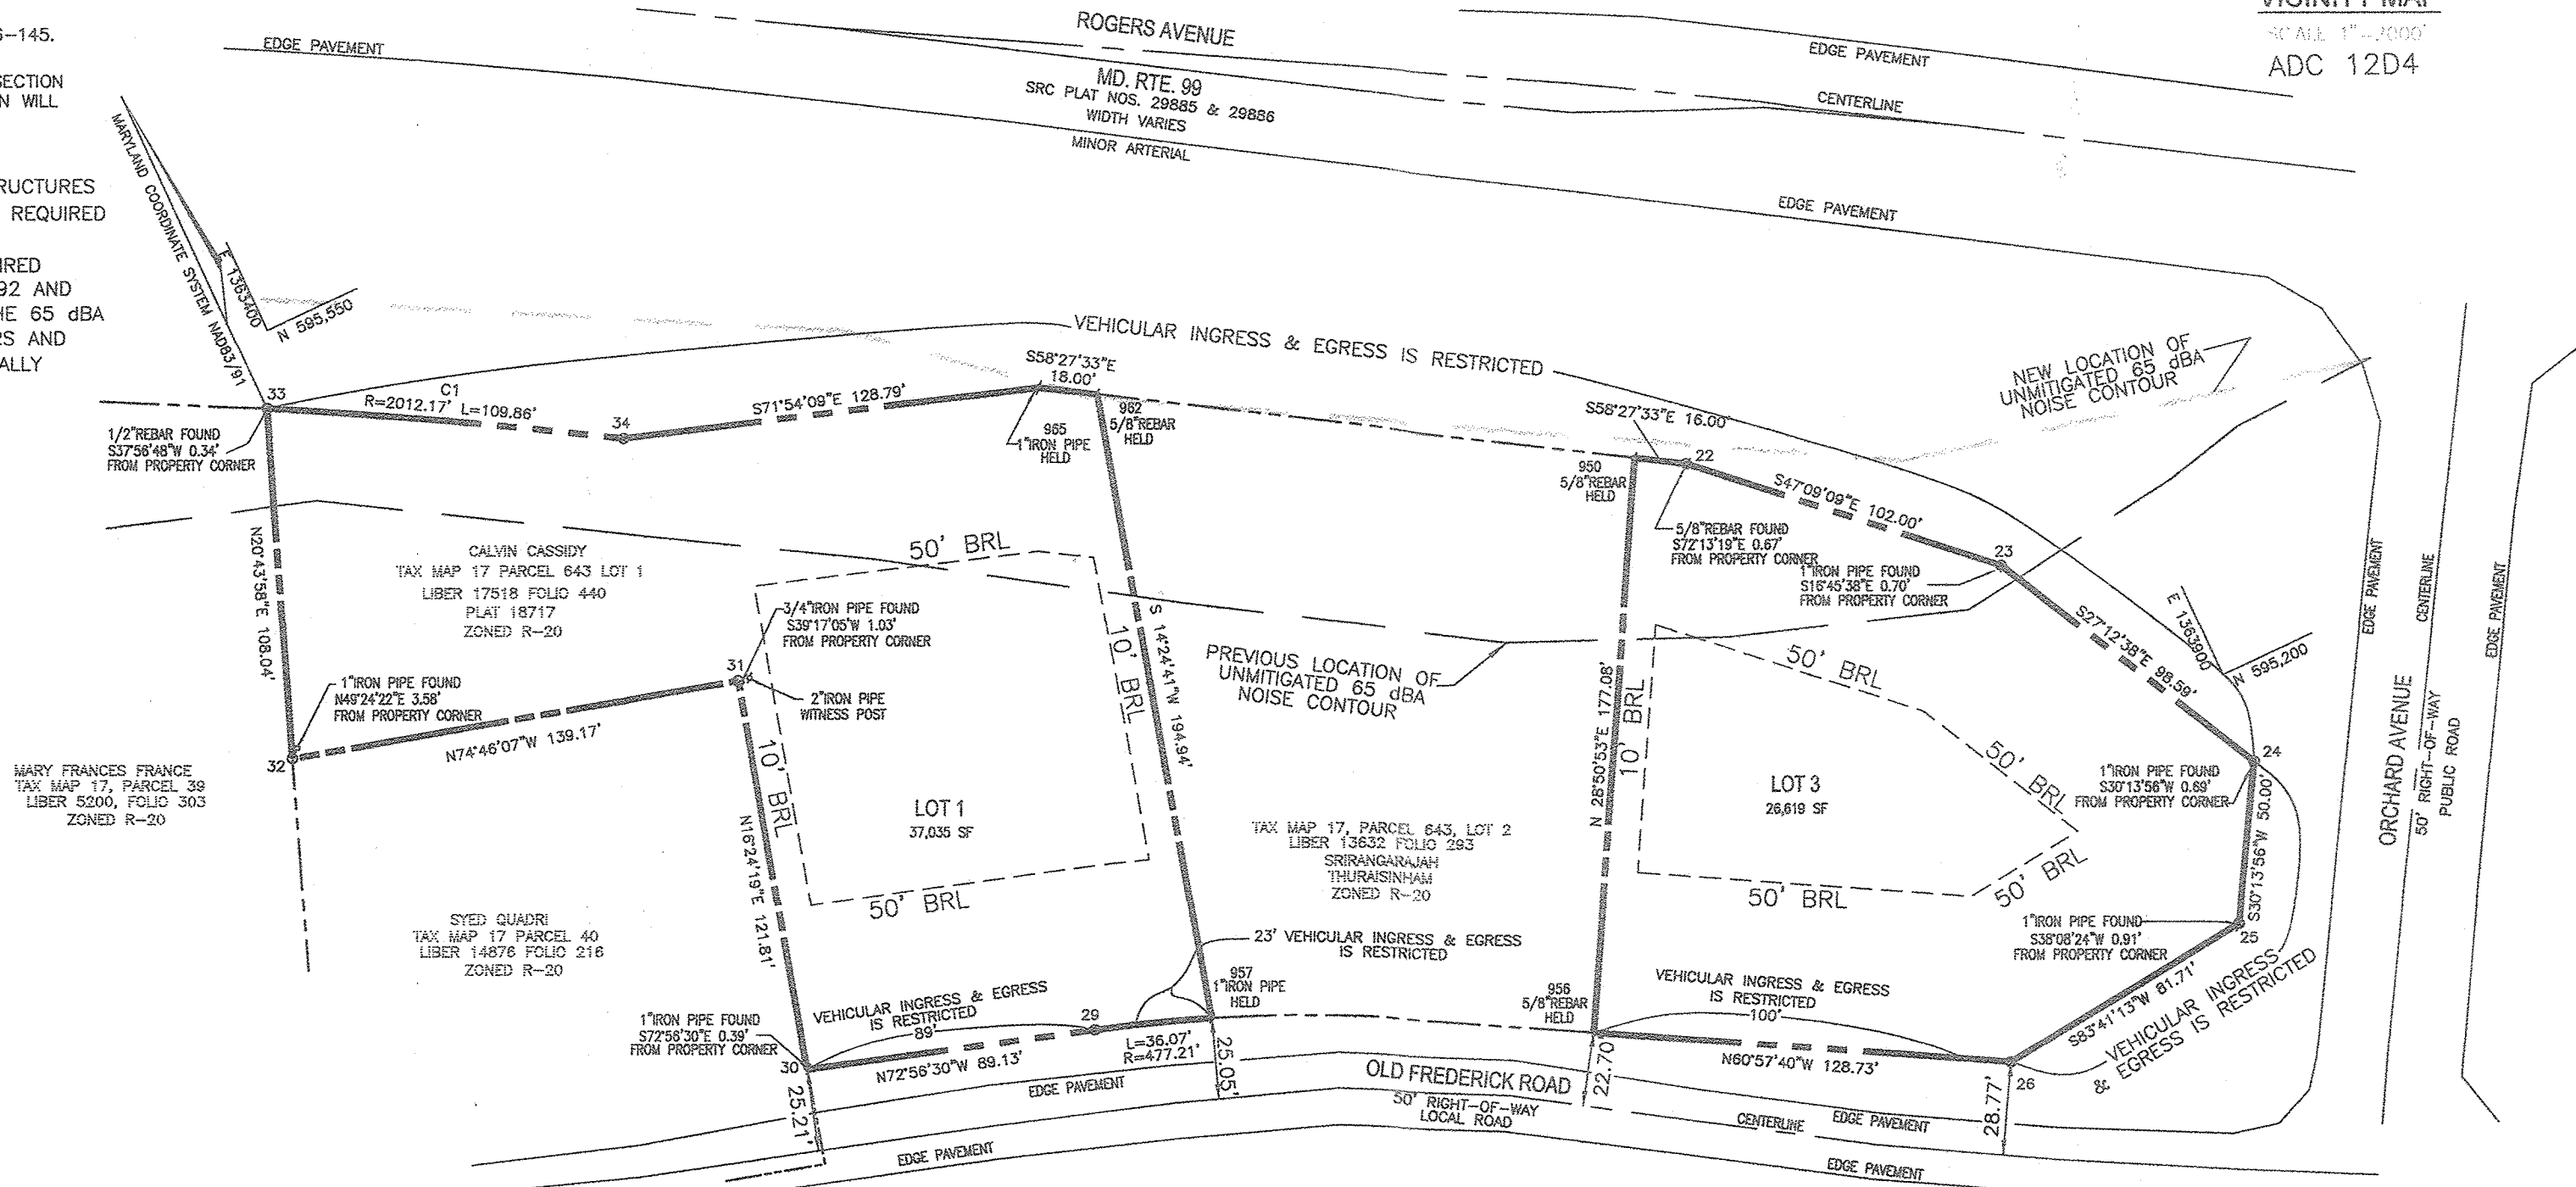 6-145.
SECTION
N WILL
RUCTURES
REQUIRED
IRED
92 AND
HE 65 dBA
RS AND
ALLY
VICINITY MAP
SCALE 1"=2000'
ADC 12D4
ROGERS AVENUE
EDGE PAVEMENT
EDGE PAVEMENT
MD. RTE. 99
SRC PLAT NOS. 29885 & 29886
WIDTH VARIES
MINOR ARTERIAL
CENTERLINE
EDGE PAVEMENT
MARYLAND COORDINATE SYSTEM NAD83/91
E 1363400
N 595,550
VEHICULAR INGRESS & EGRESS IS RESTRICTED
NEW LOCATION OF
UNMITIGATED 65 dBA
NOISE CONTOUR
33
C1
R=2012.17' L=109.86'
34
S71°54'09"E 128.79'
S58°27'33"E
18.00'
965
1"IRON PIPE
HELD
962
5/8"REBAR
HELD
S58°27'33"E 16.00'
950
5/8"REBAR
HELD
22
S47°09'09"E 102.00'
1/2"REBAR FOUND
S37°56'48"W 0.34'
FROM PROPERTY CORNER
5/8"REBAR FOUND
S72°13'19"E 0.67'
FROM PROPERTY CORNER
23
1"IRON PIPE FOUND
S16°45'38"E 0.70'
FROM PROPERTY CORNER
N20°43'58"E 108.04'
CALVIN CASSIDY
TAX MAP 17 PARCEL 643 LOT 1
LIBER 17518 FOLIO 440
PLAT 18717
ZONED R-20
50' BRL
3/4"IRON PIPE FOUND
S39°17'05"W 1.03'
FROM PROPERTY CORNER
10' BRL
S 14°24'41"W 194.94'
PREVIOUS LOCATION OF
UNMITIGATED 65 dBA
NOISE CONTOUR
S27°12'38"E 98.59'
E 1363900
N 595,200
31
2"IRON PIPE
WITNESS POST
1"IRON PIPE FOUND
N49°24'22"E 3.58'
FROM PROPERTY CORNER
32
N74°46'07"W 139.17'
10' BRL
N16°24'19"E 121.81'
LOT 1
37,035 SF
50' BRL
N 28°50'53"E 177.08'
10' BRL
50' BRL
50' BRL
50' BRL
50' BRL
LOT 3
26,619 SF
24
1"IRON PIPE FOUND
S30°13'56"W 0.69'
FROM PROPERTY CORNER
S30°13'56"W 50.00'
MARY FRANCES FRANCE
TAX MAP 17, PARCEL 39
LIBER 5200, FOLIO 303
ZONED R-20
TAX MAP 17, PARCEL 643, LOT 2
LIBER 13632 FOLIO 293
SRIRANGARAJAH
THURAISINHAM
ZONED R-20
SYED QUADRI
TAX MAP 17 PARCEL 40
LIBER 14876 FOLIO 216
ZONED R-20
1"IRON PIPE FOUND
S38°08'24"W 0.91'
FROM PROPERTY CORNER
25
23' VEHICULAR INGRESS & EGRESS
IS RESTRICTED
957
1"IRON PIPE
HELD
956
5/8"REBAR
HELD
VEHICULAR INGRESS & EGRESS
IS RESTRICTED
100'
S83°41'13"W 81.71'
VEHICULAR INGRESS
& EGRESS IS RESTRICTED
1"IRON PIPE FOUND
S72°56'30"E 0.39'
FROM PROPERTY CORNER
VEHICULAR INGRESS & EGRESS
IS RESTRICTED
89'
29
30
N72°56'30"W 89.13'
L=36.07'
R=477.21'
N60°57'40"W 128.73'
26
25.21'
25.05'
22.70'
28.77'
EDGE PAVEMENT
OLD FREDERICK ROAD
50' RIGHT-OF-WAY
LOCAL ROAD
CENTERLINE
EDGE PAVEMENT
EDGE PAVEMENT
EDGE PAVEMENT
EDGE PAVEMENT
CENTERLINE
EDGE PAVEMENT
ORCHARD AVENUE
50' RIGHT-OF-WAY
PUBLIC ROAD